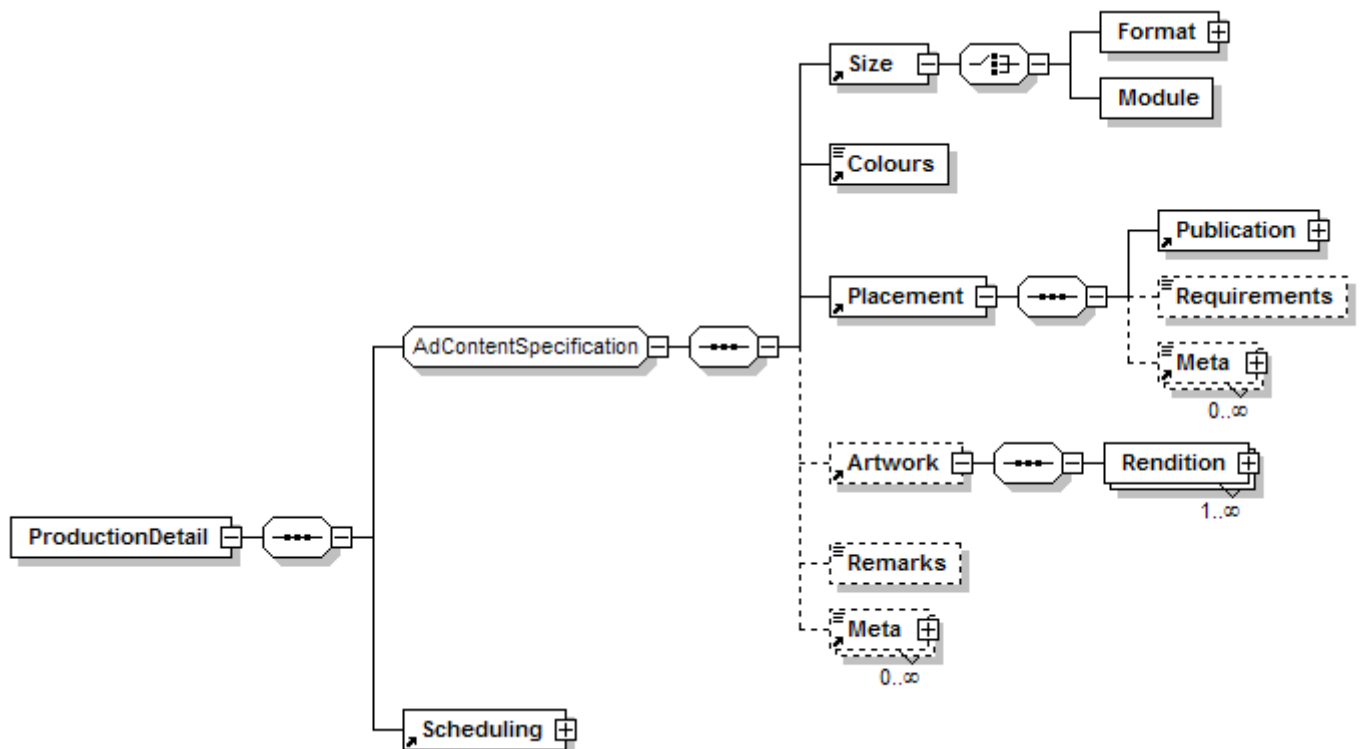 Format
Size
Module
Colours
Publication
Placement
Requirements
AdContentSpecification
Meta
0..∞
Artwork
Rendition
1..∞
ProductionDetail
Remarks
Meta
0..∞
Scheduling